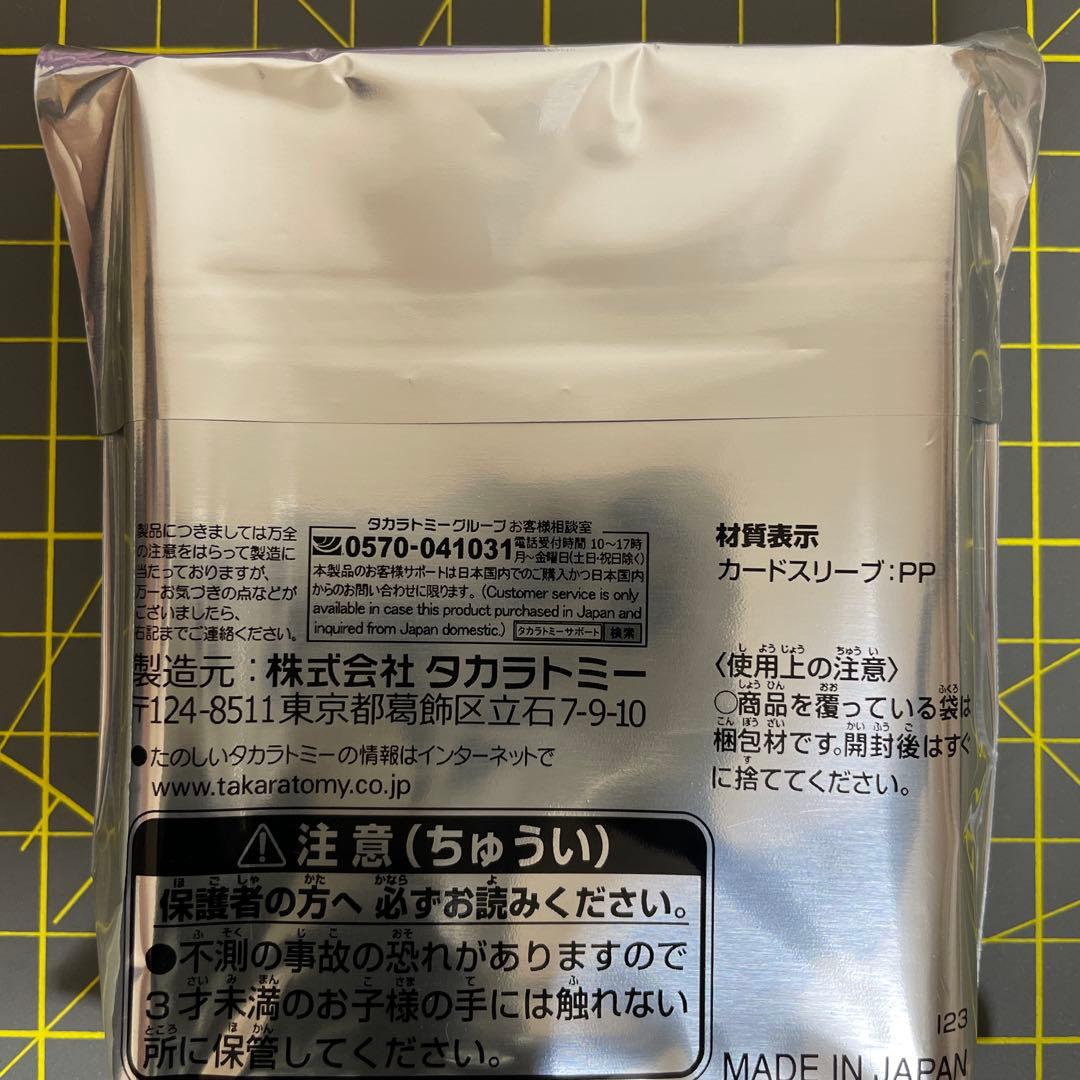 製品につきましては万全
の注意をはらって製造に
当たっておりますが、
万一お気づきの点などが
ございましたら、
右記までご連絡ください。
タカラトミーグループ お客様相談室
0570-041031 電話受付時間 10〜17時
月〜金曜日(土日・祝日除く)
本製品のお客様サポートは日本国内でのご購入かつ日本国内
からのお問い合わせに限ります。(Customer service is only
available in case this product purchased in Japan and
inquired from Japan domestic.) タカラトミーサポート 検索
製造元:株式会社 タカラトミー
〒124-8511 東京都葛飾区立石7-9-10
●たのしいタカラトミーの情報はインターネットで
www.takaratomy.co.jp
材質表示
カードスリーブ:PP
〈使用上の注意〉
○商品を覆っている袋は
梱包材です。開封後はすぐ
に捨ててください。
注意(ちゅうい)
保護者の方へ 必ずお読みください。
●不測の事故の恐れがありますので
3才未満のお子様の手には触れない
所に保管してください。
123
MADE IN JAPAN